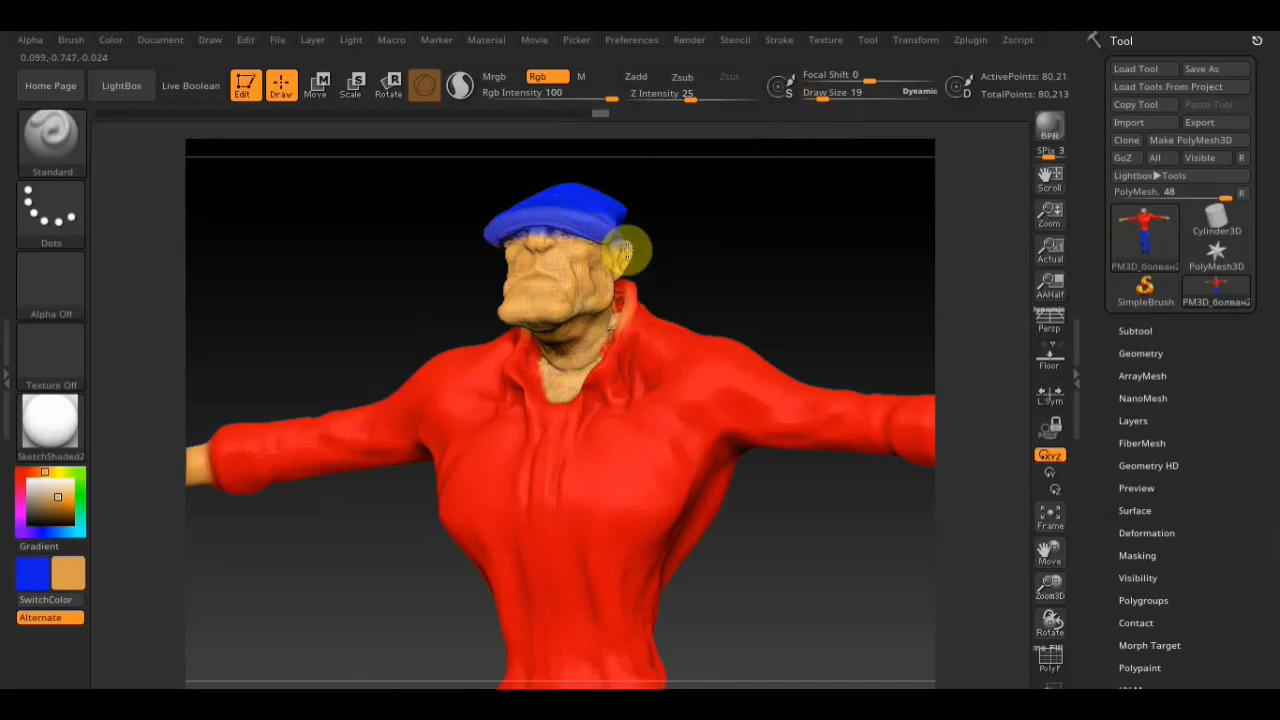 Alpha Brush Color Document Draw Edit File Layer Light Macro Marker Material Movie Picker Preferences Render Stencil Stroke Texture Tool Transform Zplugin Zscript
Tool
0.099,-0.747,-0.024
Home Page
LightBox
Live Boolean
Edit
Draw
Move
Scale
Rotate
Mrgb
Rgb
M
Rgb Intensity 100
Zadd
Zsub
Zcut
Z Intensity 25
S
Focal Shift 0
Draw Size 19
Dynamic
D
ActivePoints: 80,21
TotalPoints: 80,213
Standard
Dots
Alpha Off
Texture Off
SketchShaded2
Gradient
SwitchColor
Alternate
BPR
SPix 3
Scroll
Zoom
Actual
AAHalf
Persp
Floor
L.Sym
XYZ
Frame
Move
Zoom3D
Rotate
PolyF
Load Tool
Save As
Load Tools From Project
Copy Tool
Paste Tool
Import
Export
Clone
Make PolyMesh3D
GoZ
All
Visible
R
Lightbox▶Tools
PolyMesh. 48
R
PM3D_болван2
Cylinder3D
PolyMesh3D
SimpleBrush
PM3D_болван2
Subtool
Geometry
ArrayMesh
NanoMesh
Layers
FiberMesh
Geometry HD
Preview
Surface
Deformation
Masking
Visibility
Polygroups
Contact
Morph Target
Polypaint